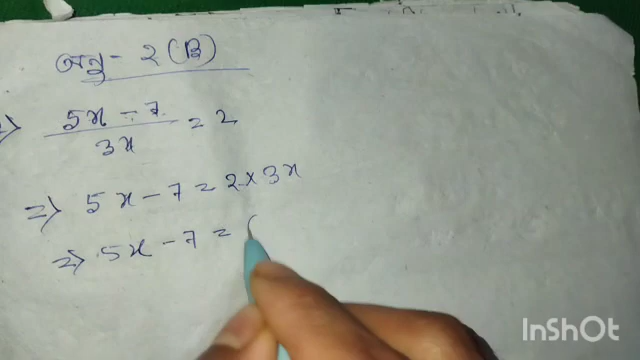 অনু - 2 (B)
5x - 7 / 3x = 2
=> 5x - 7 = 2 × 3x
=> 5x - 7 =
InShOt